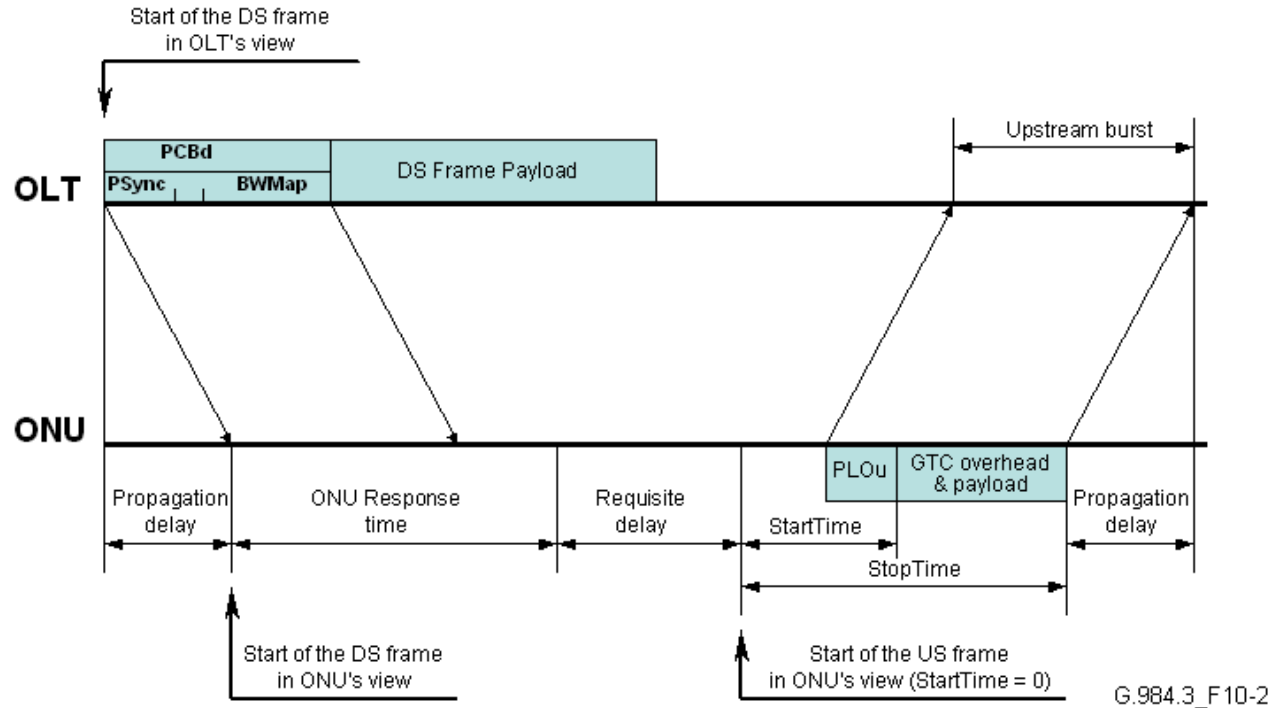 Start of the DS frame
in OLT's view
Upstream burst
PCBd
DS Frame Payload
OLT
PSync
BWMap
ONU
PLOu
GTC overhead
& payload
Propagation
delay
ONU Response
time
Requisite
delay
StartTime
Propagation
delay
StopTime
Start of the DS frame
in ONU's view
Start of the US frame
in ONU's view (StartTime = 0)
G.984.3_F10-2